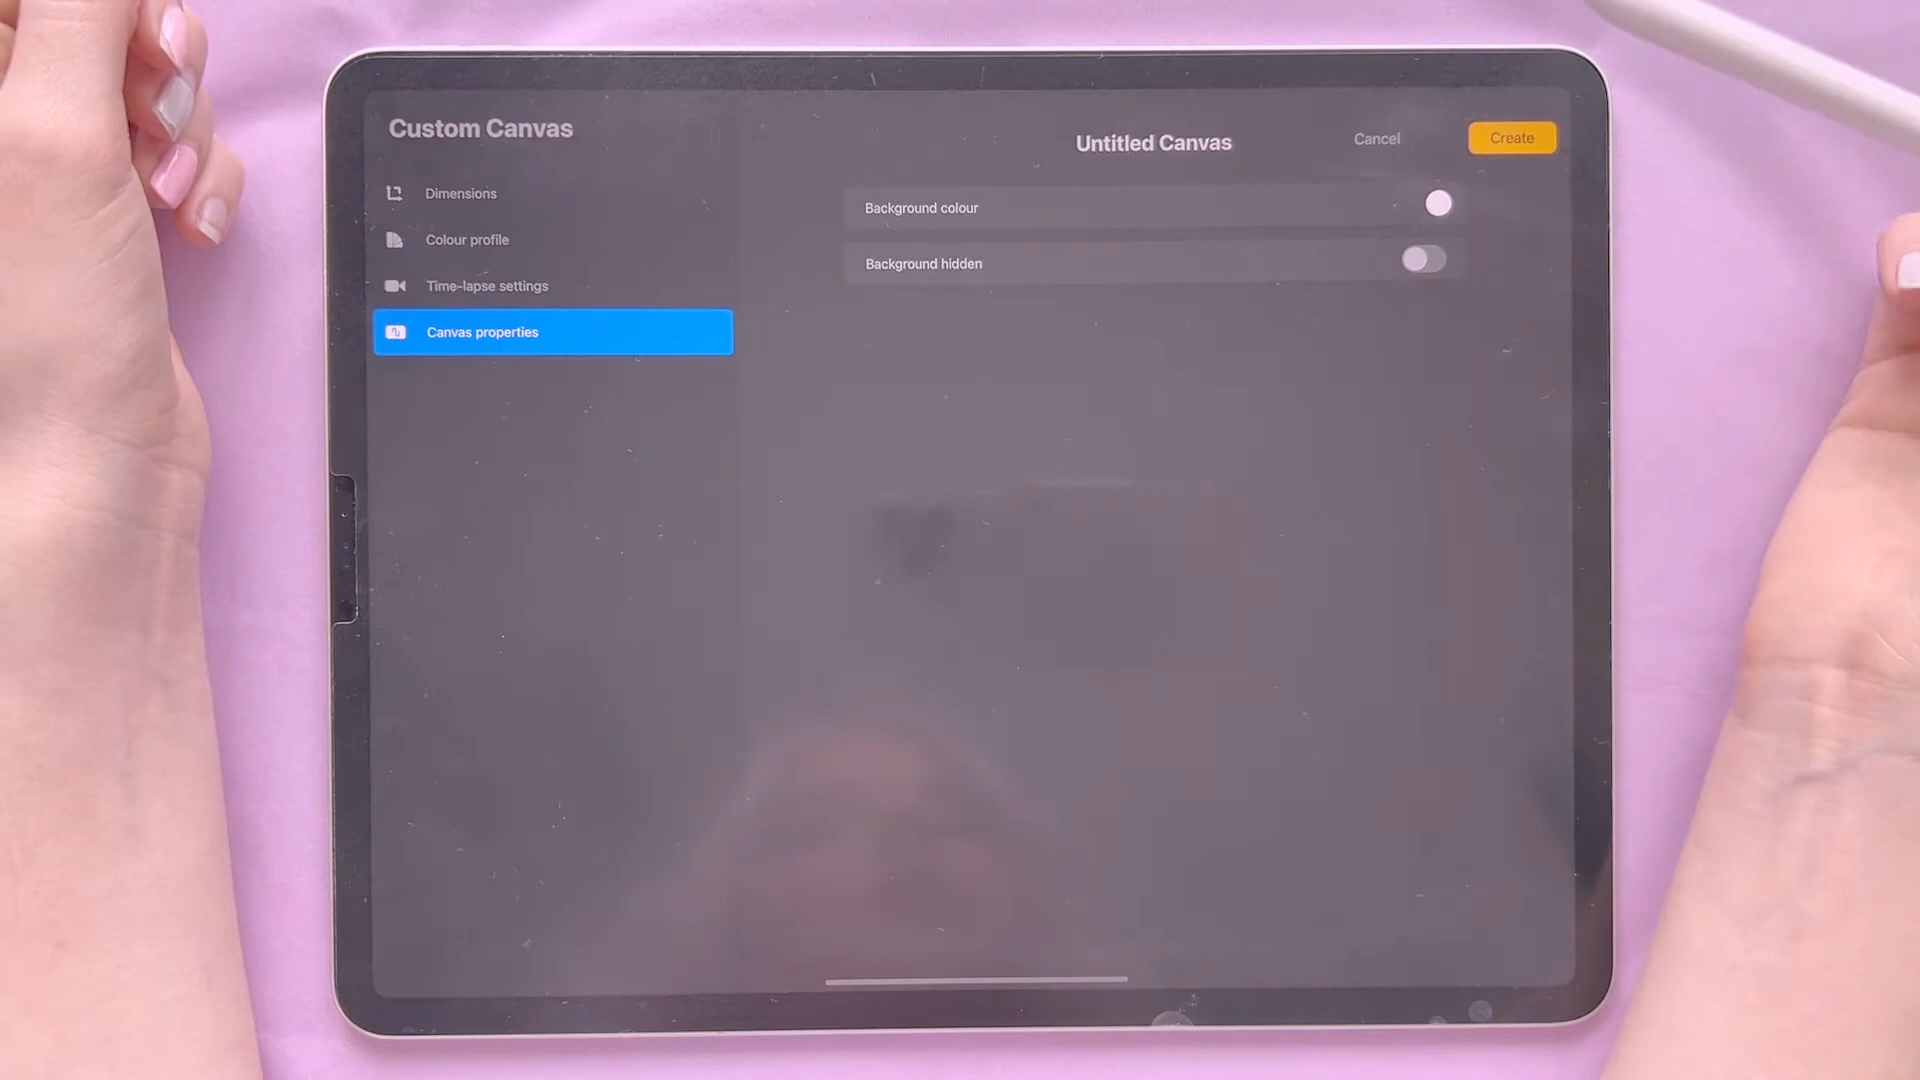 Custom Canvas
Dimensions
Colour profile
Time-lapse settings
Canvas properties
Untitled Canvas
Cancel
Create
Background colour
Background hidden